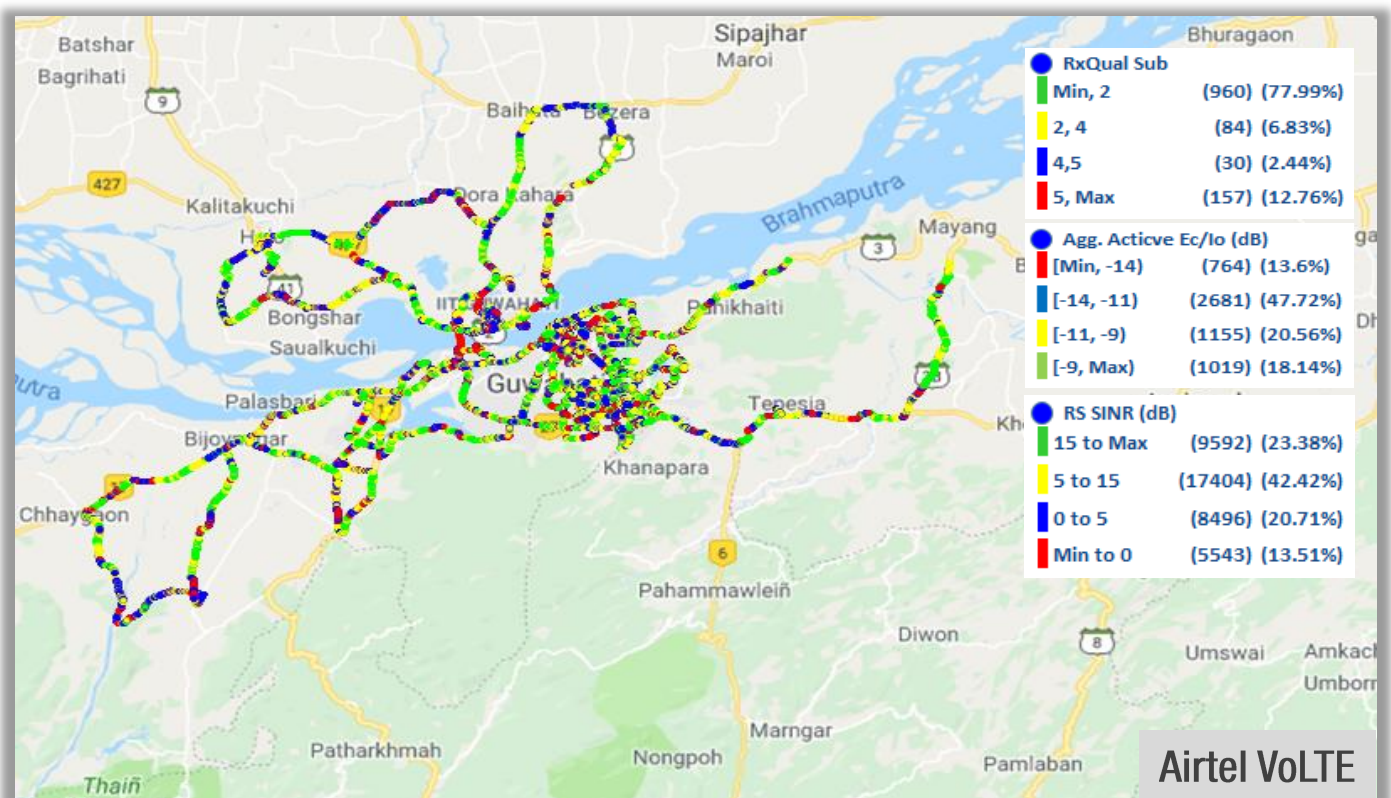 Sipajhar
Maroi
Bhuragaon
Batshar
Bagrihati
9
Baihata
Bezera
427
Kalitakuchi
Dora Kahara
Brahmaputra
3
Mayang
41
Bongshar
IIT GUWAHATI
Panikhaiti
Saualkuchi
Guwaha
Palasbari
Tepesia
Bijoynagar
Khanapara
Chhaygaon
6
Pahammawleiñ
Diwon
8
Umswai
Amkach
Umborm
Marngar
Patharkhmah
Nongpoh
Pamlaban
Thaiñ
RxQual Sub
Min, 2 (960) (77.99%)
2, 4 (84) (6.83%)
4,5 (30) (2.44%)
5, Max (157) (12.76%)
Agg. Acticve Ec/Io (dB)
[Min, -14) (764) (13.6%)
[-14, -11) (2681) (47.72%)
[-11, -9) (1155) (20.56%)
[-9, Max) (1019) (18.14%)
RS SINR (dB)
15 to Max (9592) (23.38%)
5 to 15 (17404) (42.42%)
0 to 5 (8496) (20.71%)
Min to 0 (5543) (13.51%)
Airtel VoLTE